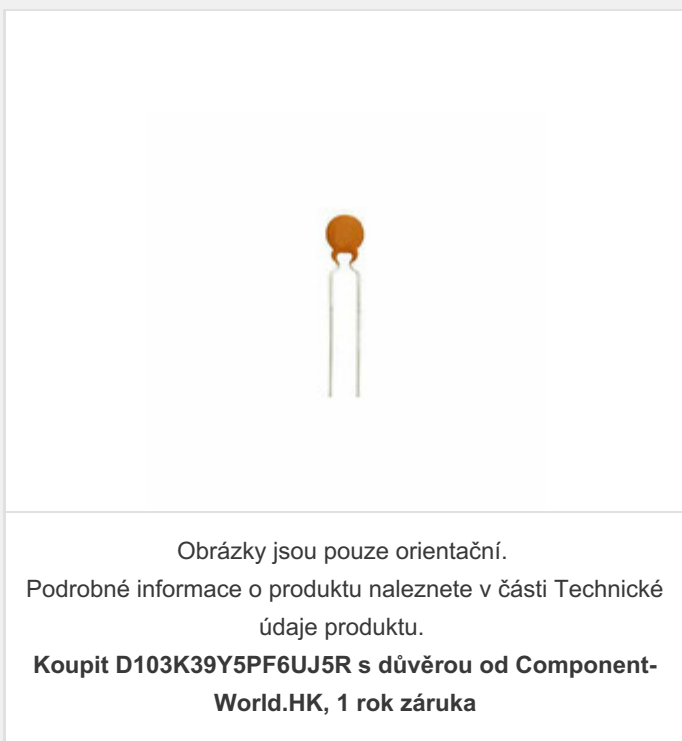 Obrázky jsou pouze orientační.
Podrobné informace o produktu naleznete v části Technické
údaje produktu.
Koupit D103K39Y5PF6UJ5R s důvěrou od Component-
World.HK, 1 rok záruka